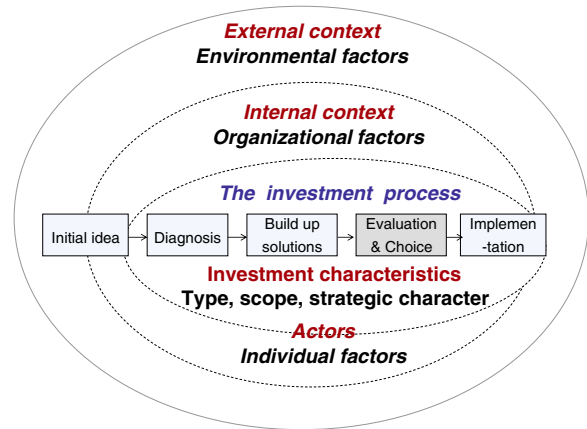 External context
Environmental factors
Internal context
Organizational factors
The investment process
Initial idea
Diagnosis
Build up
solutions
Evaluation
& Choice
Implemen
-tation
Investment characteristics
Type, scope, strategic character
Actors
Individual factors